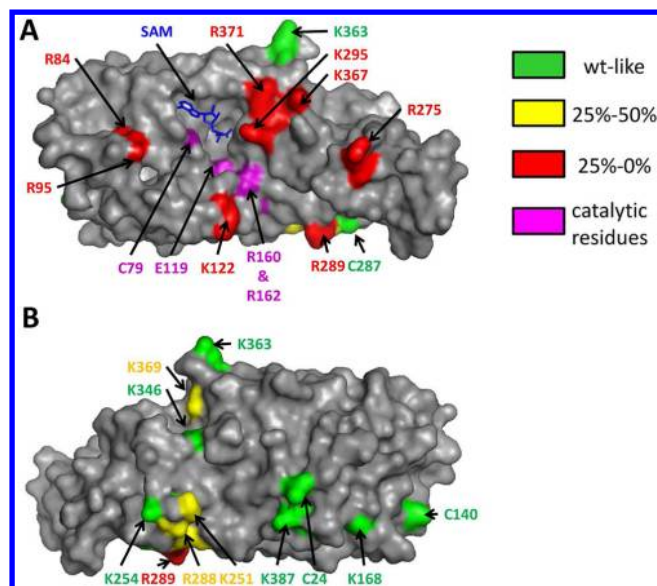 A
SAM
R371
K363
R84
K295
K367
R275
R95
C79
E119
K122
R160
&
R162
R289
C287
wt-like
25%-50%
25%-0%
catalytic
residues
B
K363
K369
K346
C140
K254
R289
R288
K251
K387
C24
K168